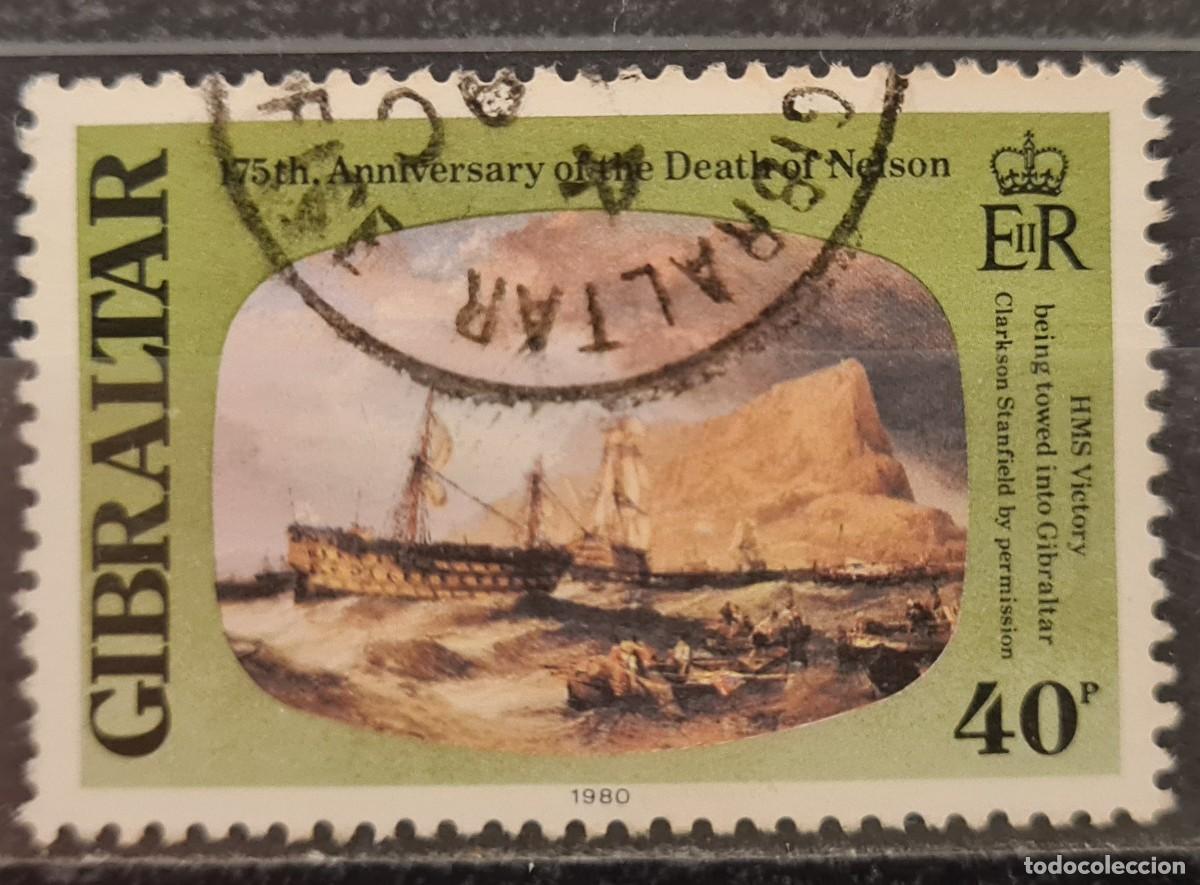 175th. Anniversary of the Death of Nelson
GIBRALTAR
EIIR
HMS Victory
being towed into Gibraltar
Clarkson Stanfield by permission
40P
1980
GIBRALTAR
todocoleccion